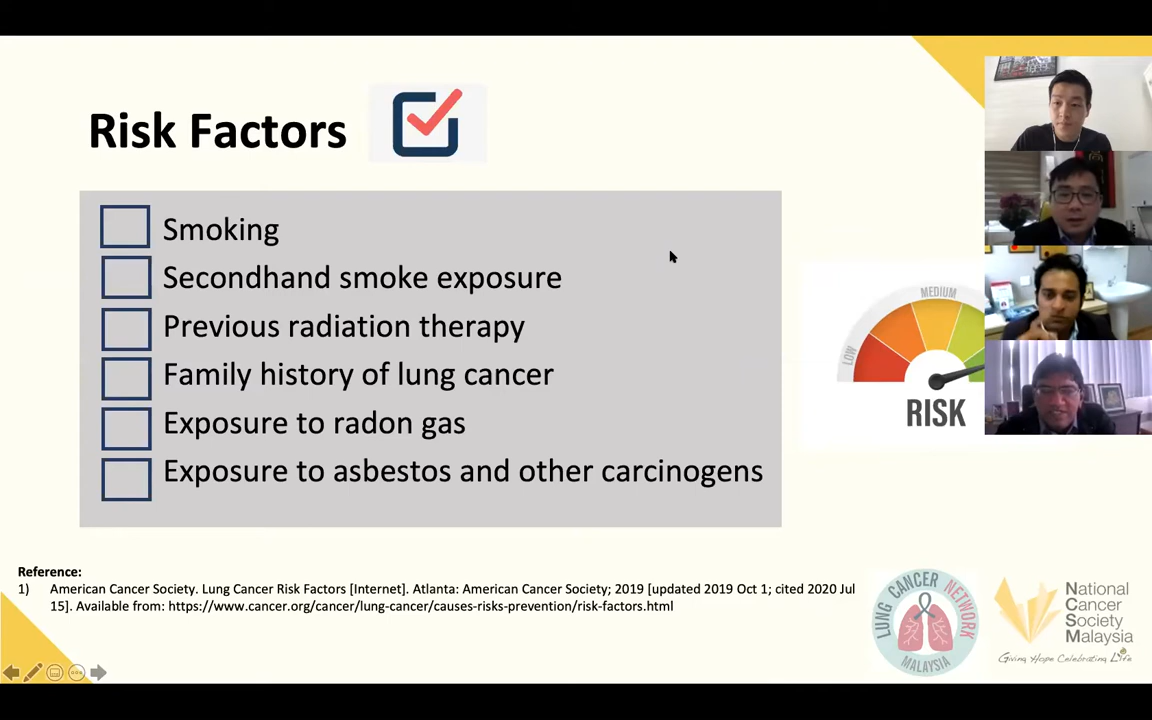 Risk Factors
Smoking
Secondhand smoke exposure
Previous radiation therapy
Family history of lung cancer
Exposure to radon gas
Exposure to asbestos and other carcinogens
LOW
MEDIUM
RISK
Reference:
1) American Cancer Society. Lung Cancer Risk Factors [Internet]. Atlanta: American Cancer Society; 2019 [updated 2019 Oct 1; cited 2020 Jul
15]. Available from: https://www.cancer.org/cancer/lung-cancer/causes-risks-prevention/risk-factors.html
LUNG CANCER NETWORK
MALAYSIA
National
Cancer
Society
Malaysia
Giving Hope Celebrating Life